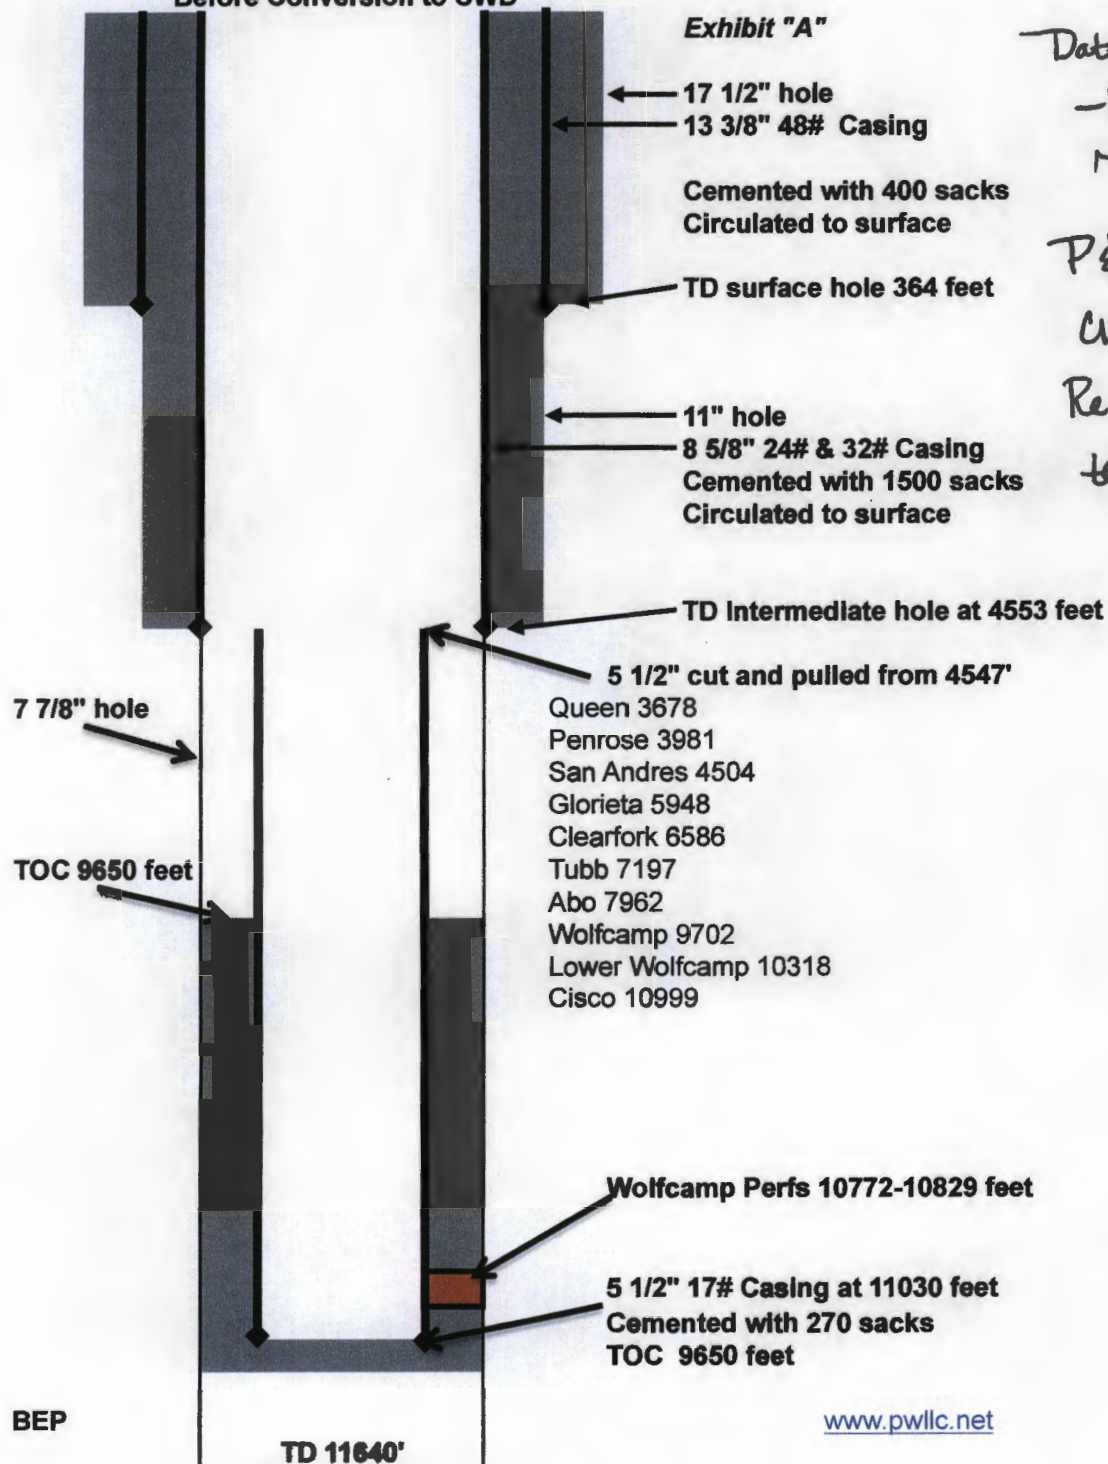 Before Conversion to SWD
Exhibit "A"
17 1/2" hole
13 3/8" 48# Casing
Cemented with 400 sacks
Circulated to surface
TD surface hole 364 feet
11" hole
8 5/8" 24# & 32# Casing
Cemented with 1500 sacks
Circulated to surface
TD Intermediate hole at 4553 feet
5 1/2" cut and pulled from 4547'
7 7/8" hole
Queen 3678
Penrose 3981
San Andres 4504
Glorieta 5948
Clearfork 6586
Tubb 7197
Abo 7962
Wolfcamp 9702
Lower Wolfcamp 10318
Cisco 10999
TOC 9650 feet
Wolfcamp Perfs 10772-10829 feet
5 1/2" 17# Casing at 11030 feet
Cemented with 270 sacks
TOC 9650 feet
BEP
www.pwllc.net
TD 11640'